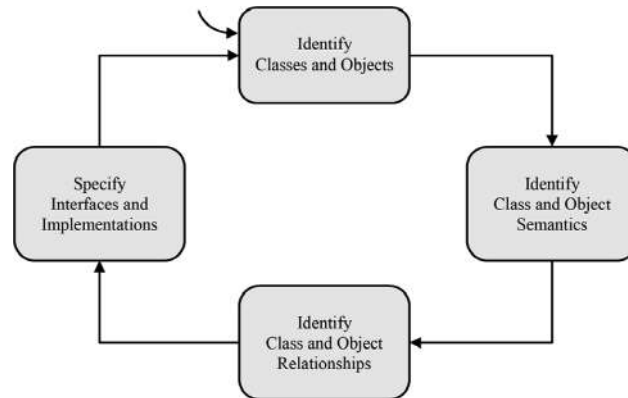 Identify
Classes and Objects
Identify
Class and Object
Semantics
Identify
Class and Object
Relationships
Specify
Interfaces and
Implementations